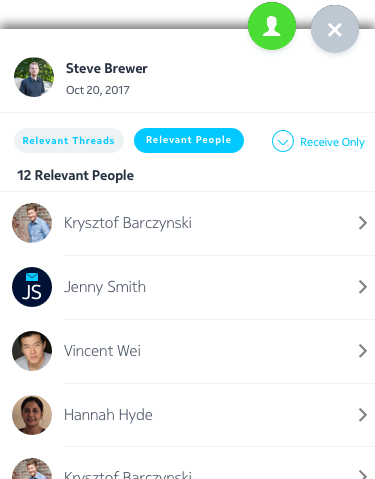 Steve Brewer
Oct 20, 2017
Relevant Threads
Relevant People
Receive Only
12 Relevant People
Krysztof Barczynski
JS
Jenny Smith
Vincent Wei
Hannah Hyde
Krysztof Barczynski